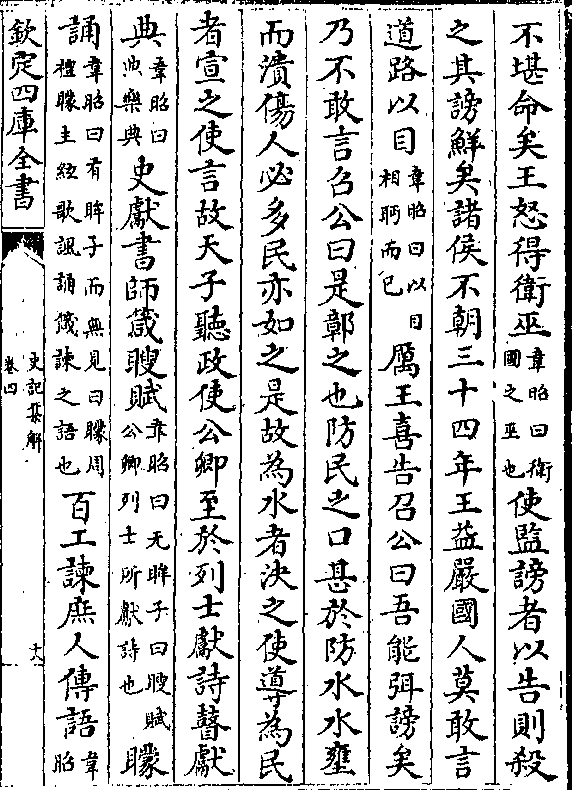 不堪命矣王怒得衛巫韋昭曰衛國之巫也使監謗者以告則殺
之其謗鮮矣諸侯不朝三十四年王益嚴國人莫敢言
道路以目韋昭曰以目相眄而已厲王喜告召公曰吾能弭謗矣
乃不敢言召公曰是鄣之也防民之口甚於防水水壅
而潰傷人必多民亦如之是故為水者決之使導為民
者宣之使言故天子聽政使公卿至於列士獻詩瞽獻
典韋昭曰典樂典史獻書師箴瞍賦韋昭曰无眸子曰瞍賦公卿列士所獻詩也矇
誦韋昭曰有眸子而無見曰矇周禮矇主絃歌諷誦箴諫之語也百工諫庶人傳語韋昭
欽定四庫全書
史記集解
卷四
十八